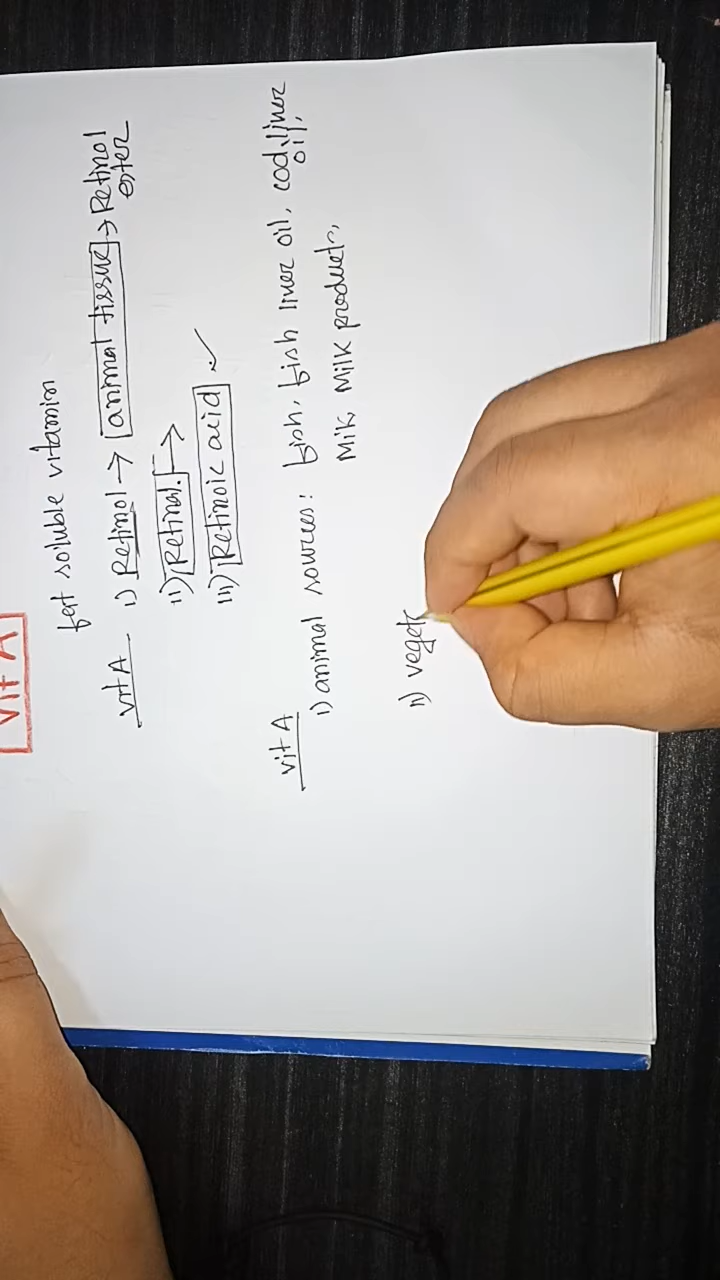 Vit A
fat soluble vitamin
vit A i) Retinol → animal tissue → Retinol
ester
ii) Retinal. →
iii) Retinoic acid ✓
vit A
i) animal sources: fish, fish liver oil, cod liver
oil,
Mik, Milk products,
ii) veget